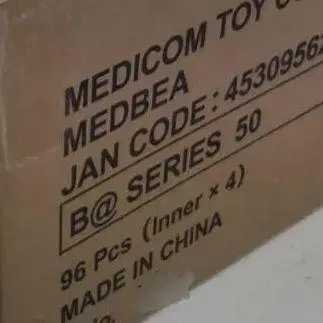 MEDICOM TOY
MEDBEA
JAN CODE: 4530956
B@ SERIES 50
96 Pcs (Inner × 4)
MADE IN CHINA